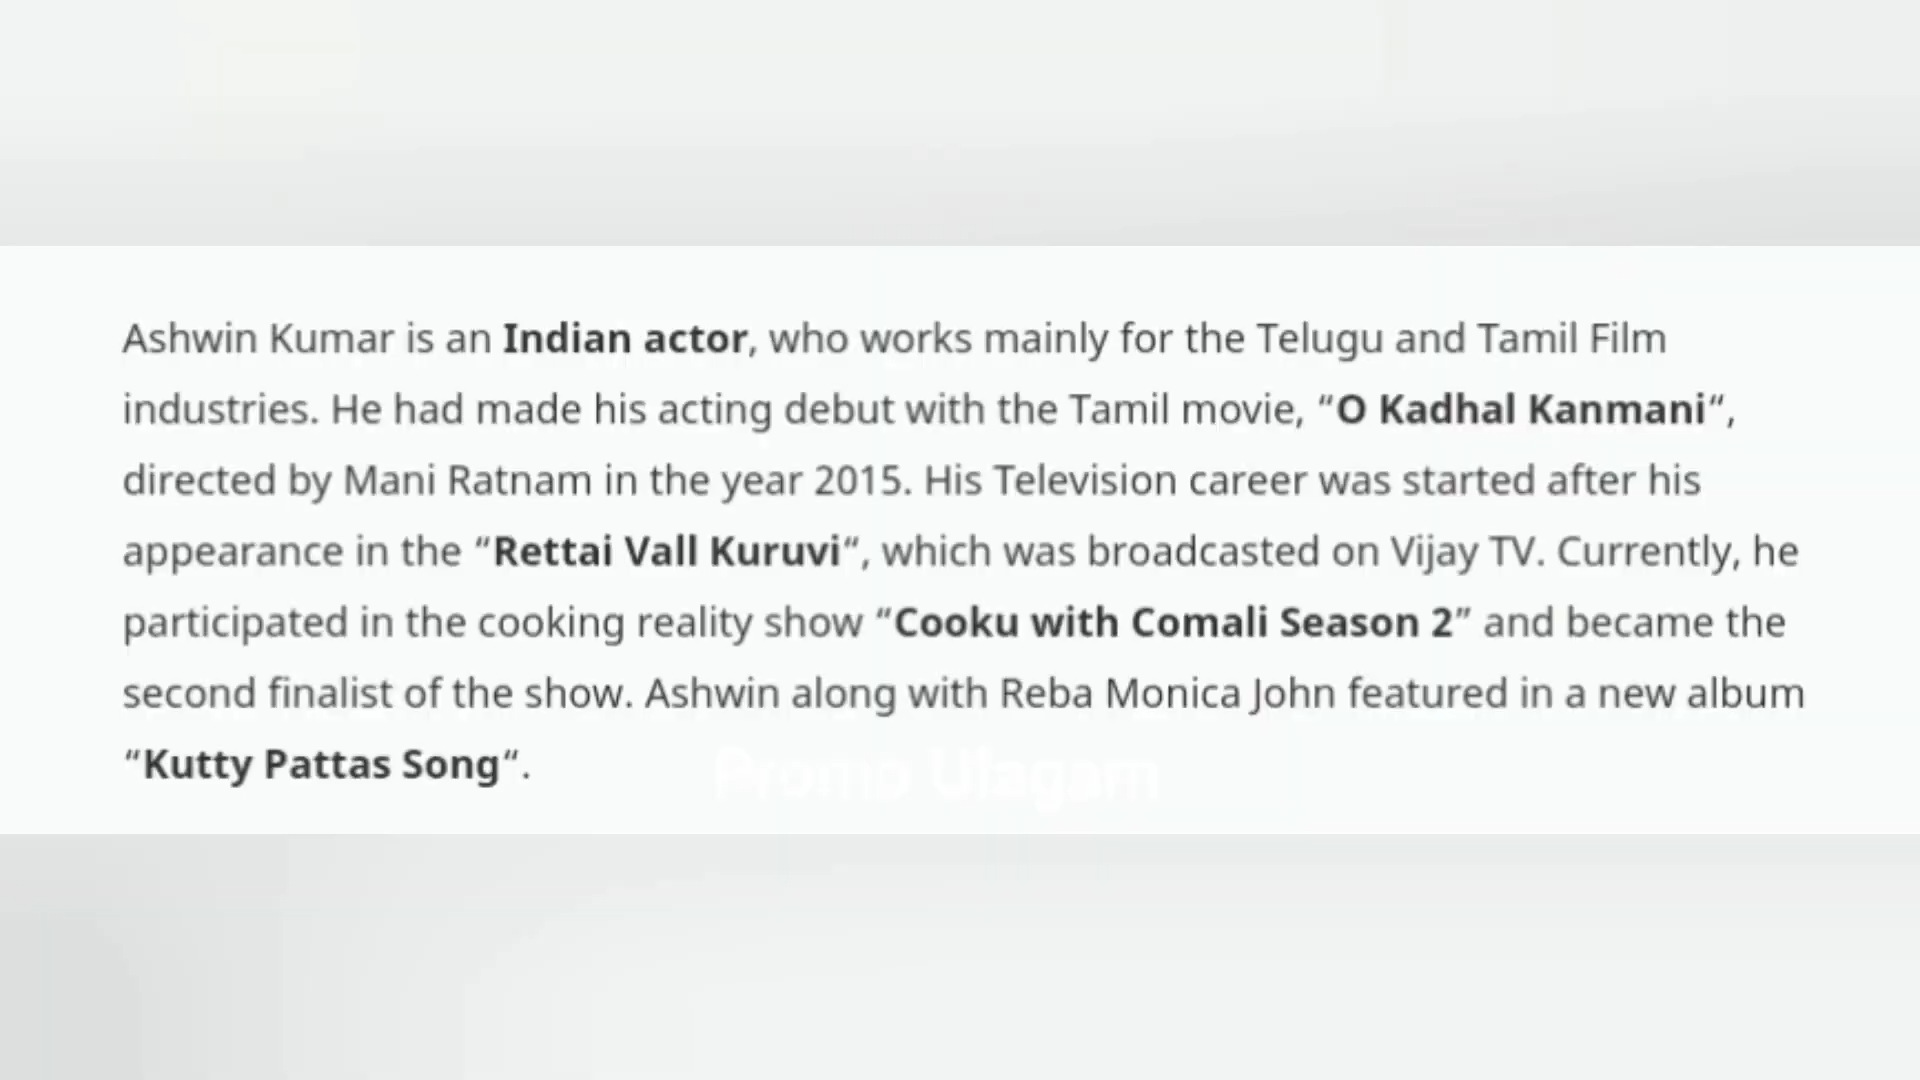 Ashwin Kumar is an Indian actor, who works mainly for the Telugu and Tamil Film
industries. He had made his acting debut with the Tamil movie, “O Kadhal Kanmani“,
directed by Mani Ratnam in the year 2015. His Television career was started after his
appearance in the “Rettai Vall Kuruvi“, which was broadcasted on Vijay TV. Currently, he
participated in the cooking reality show “Cooku with Comali Season 2” and became the
second finalist of the show. Ashwin along with Reba Monica John featured in a new album
“Kutty Pattas Song“.
Promo Ulagam